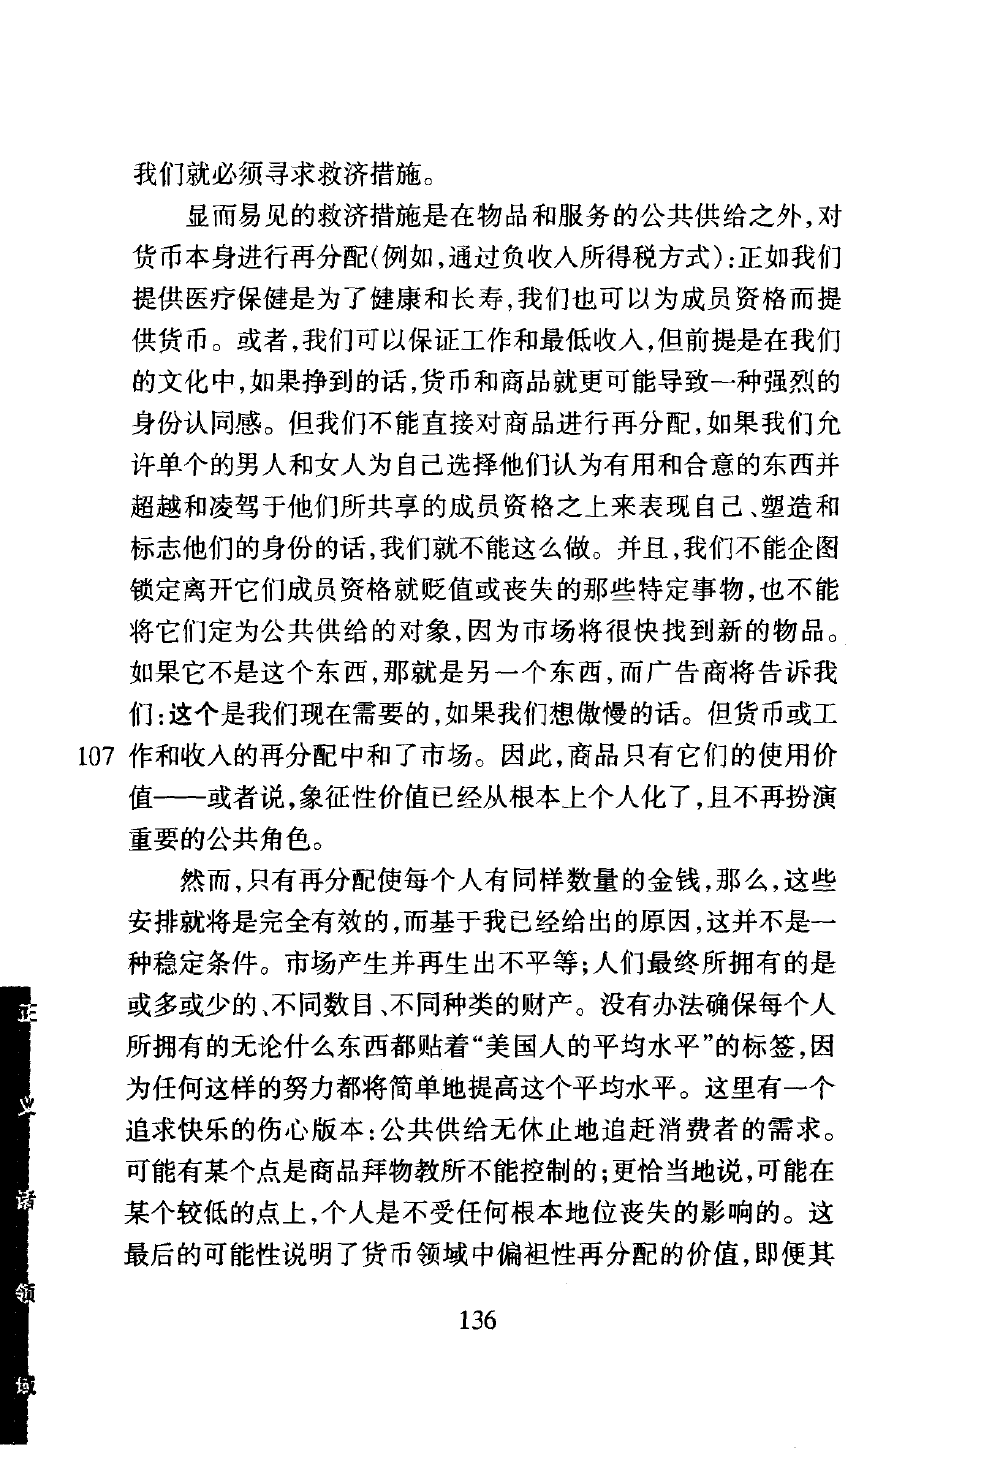 我们就必须寻求救济措施。
显而易见的救济措施是在物品和服务的公共供给之外,对
货币本身进行再分配(例如,通过负收入所得税方式):正如我们
提供医疗保健是为了健康和长寿,我们也可以为成员资格而提
供货币。或者,我们可以保证工作和最低收入,但前提是在我们
的文化中,如果挣到的话,货币和商品就更可能导致一种强烈的
身份认同感。但我们不能直接对商品进行再分配,如果我们允
许单个的男人和女人为自己选择他们认为有用和合意的东西并
超越和凌驾于他们所共享的成员资格之上来表现自己、塑造和
标志他们的身份的话,我们就不能这么做。并且,我们不能企图
锁定离开它们成员资格就贬值或丧失的那些特定事物,也不能
将它们定为公共供给的对象,因为市场将很快找到新的物品。
如果它不是这个东西,那就是另一个东西,而广告商将告诉我
们:这个是我们现在需要的,如果我们想傲慢的话。但货币或工
107 作和收入的再分配中和了市场。因此,商品只有它们的使用价
值——或者说,象征性价值已经从根本上个人化了,且不再扮演
重要的公共角色。
然而,只有再分配使每个人有同样数量的金钱,那么,这些
安排就将是完全有效的,而基于我已经给出的原因,这并不是一
种稳定条件。市场产生并再生出不平等;人们最终所拥有的是
或多或少的、不同数目、不同种类的财产。没有办法确保每个人
所拥有的无论什么东西都贴着“美国人的平均水平”的标签,因
为任何这样的努力都将简单地提高这个平均水平。这里有一个
追求快乐的伤心版本:公共供给无休止地追赶消费者的需求。
可能有某个点是商品拜物教所不能控制的;更恰当地说,可能在
某个较低的点上,个人是不受任何根本地位丧失的影响的。这
最后的可能性说明了货币领域中偏袒性再分配的价值,即便其
136
正义诸领域